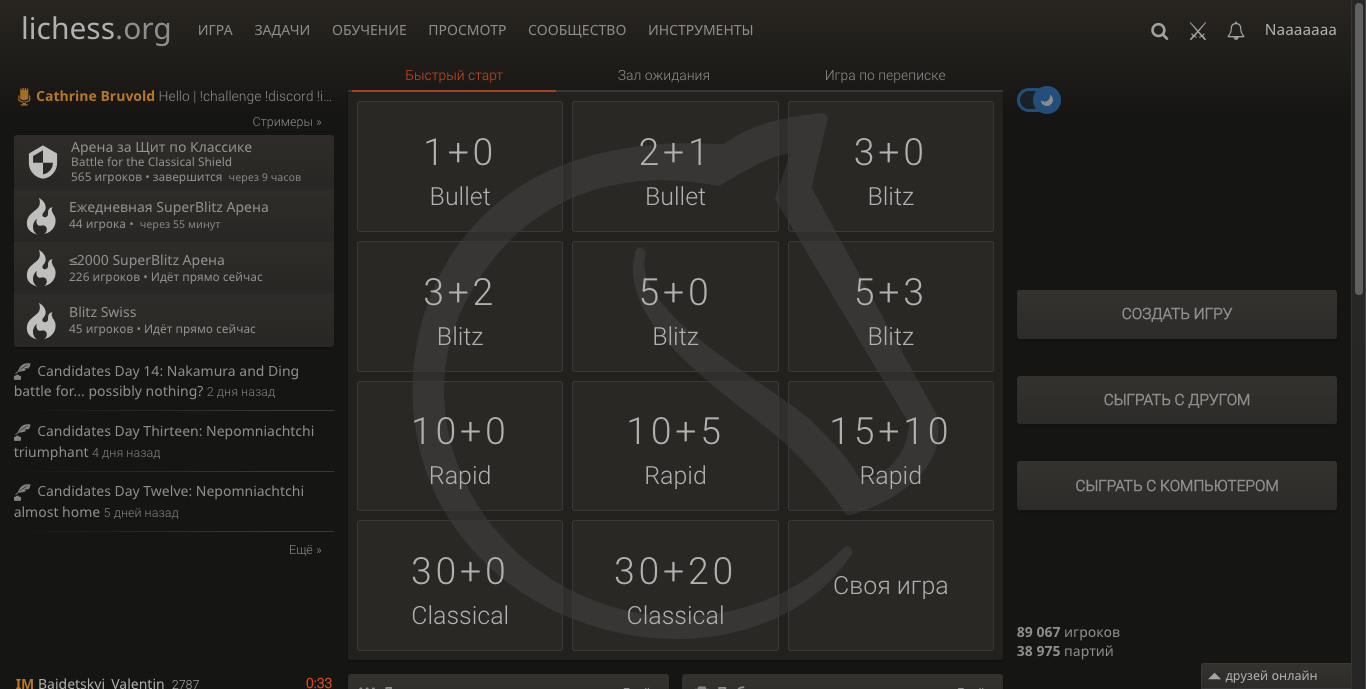 lichess.org ИГРА ЗАДАЧИ ОБУЧЕНИЕ ПРОСМОТР СООБЩЕСТВО ИНСТРУМЕНТЫ Naaaaaaa
Cathrine Bruvold Hello | !challenge !discord !i...
Стримеры »
Арена за Щит по Классике
Battle for the Classical Shield
565 игроков • завершится через 9 часов
Ежедневная SuperBlitz Арена
44 игрока • через 55 минут
≤2000 SuperBlitz Арена
226 игроков • Идёт прямо сейчас
Blitz Swiss
45 игроков • Идёт прямо сейчас
Candidates Day 14: Nakamura and Ding
battle for... possibly nothing? 2 дня назад
Candidates Day Thirteen: Nepomniachtchi
triumphant 4 дня назад
Candidates Day Twelve: Nepomniachtchi
almost home 5 дней назад
Ещё »
IM Bajdetskyi_Valentin 2787 0:33
Быстрый старт Зал ожидания Игра по переписке
1+0
Bullet
2+1
Bullet
3+0
Blitz
3+2
Blitz
5+0
Blitz
5+3
Blitz
10+0
Rapid
10+5
Rapid
15+10
Rapid
30+0
Classical
30+20
Classical
Своя игра
СОЗДАТЬ ИГРУ
СЫГРАТЬ С ДРУГОМ
СЫГРАТЬ С КОМПЬЮТЕРОМ
89 067 игроков
38 975 партий
друзей онлайн